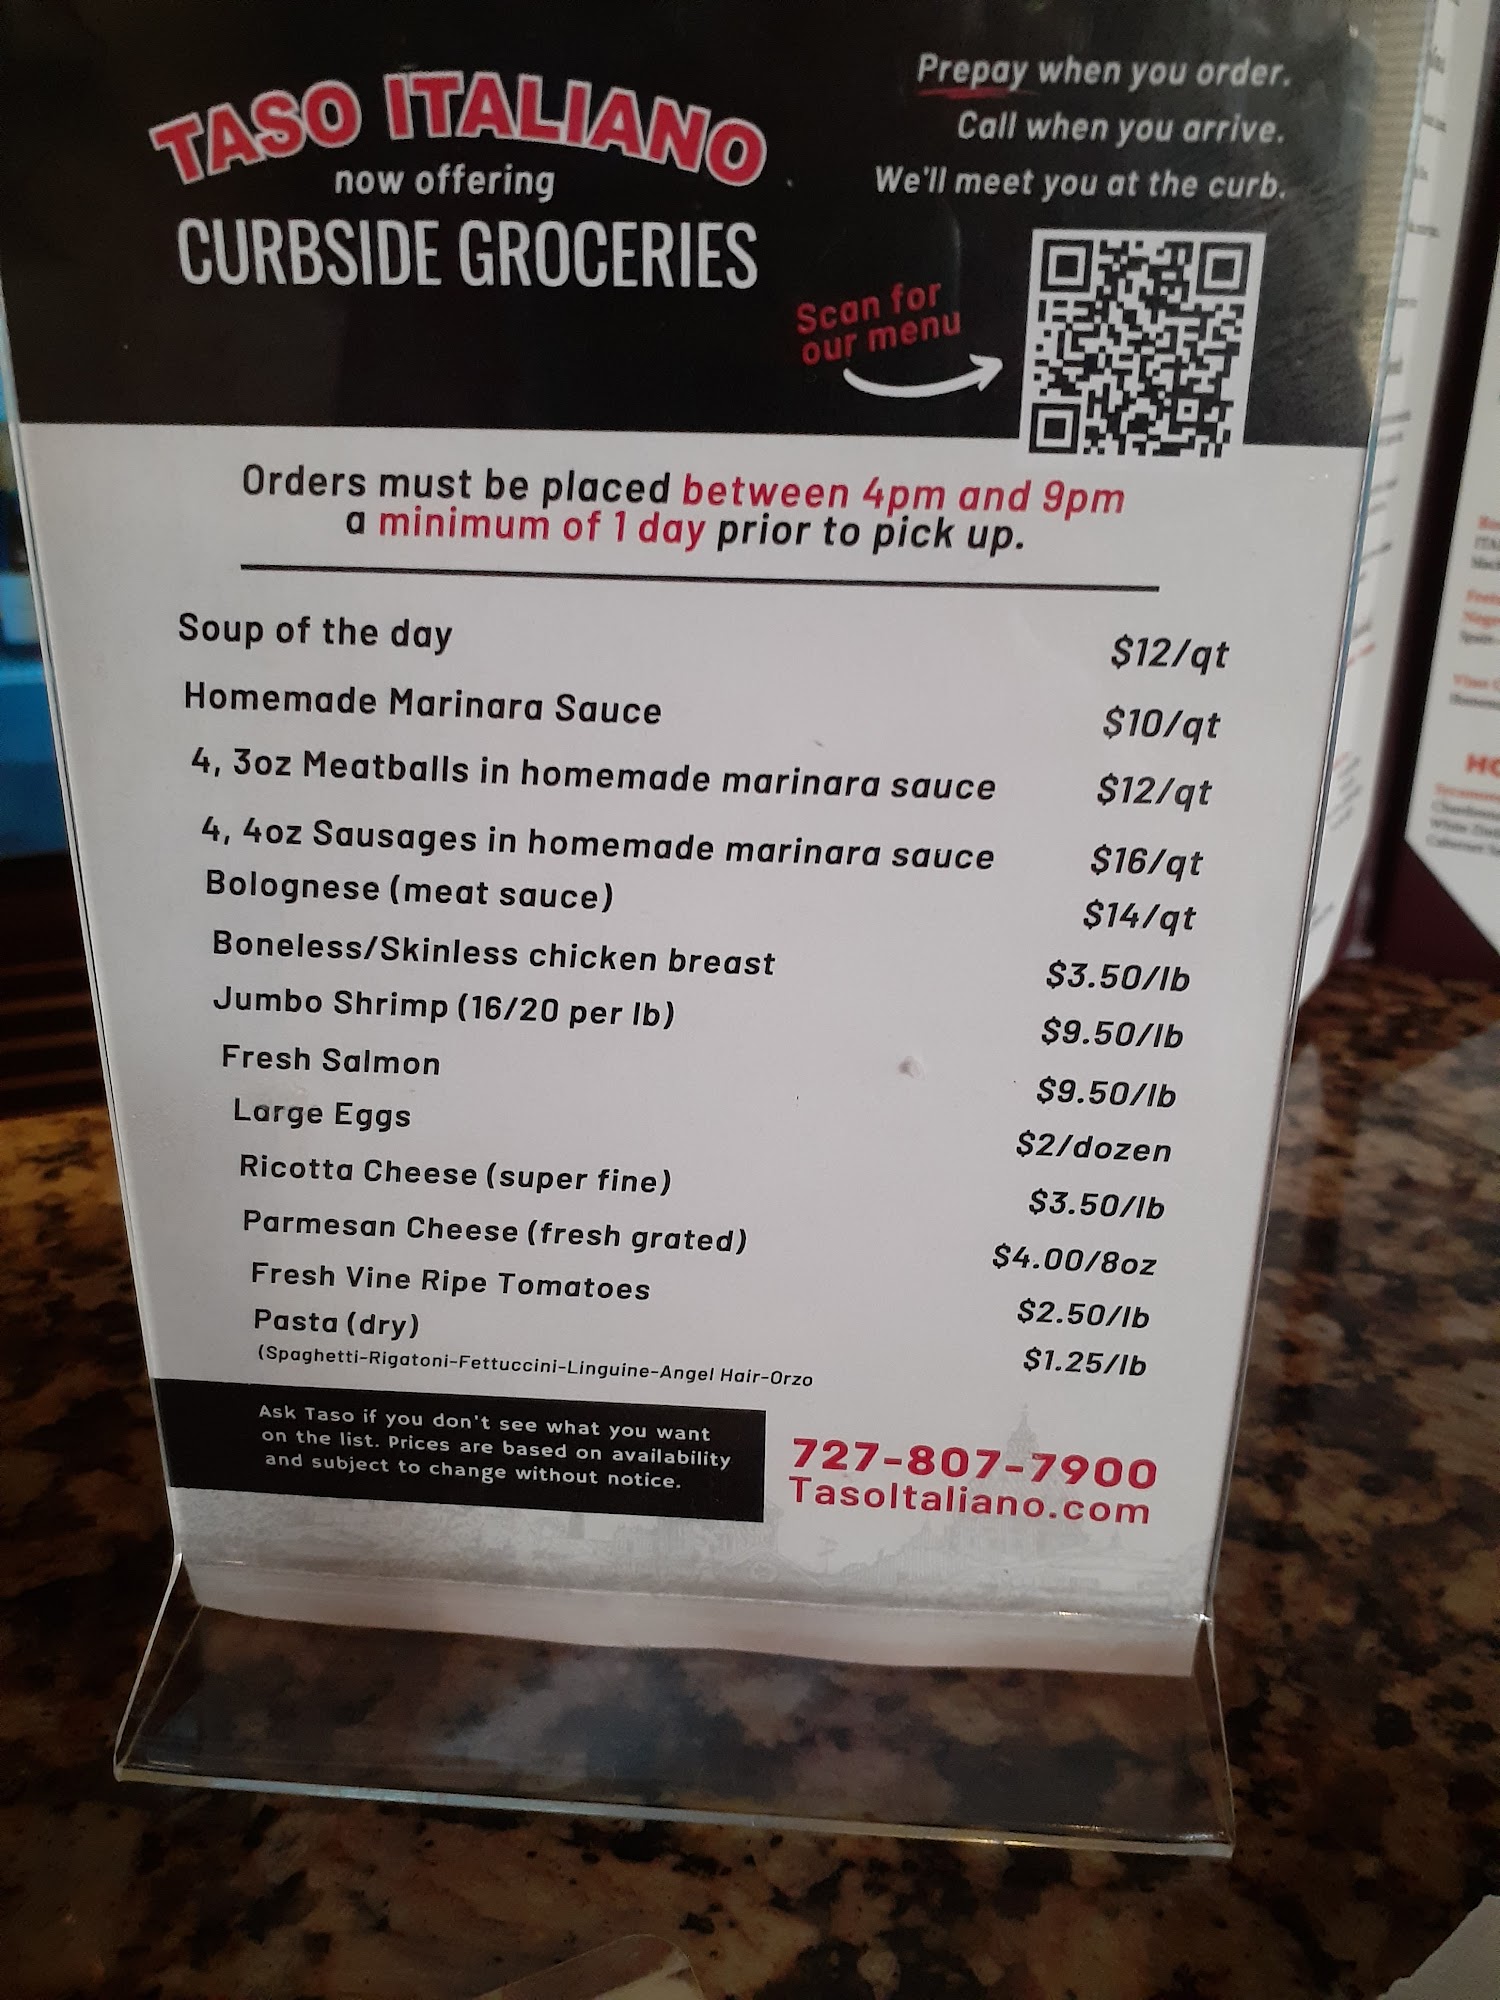 TASO ITALIANO
now offering
CURBSIDE GROCERIES
Prepay when you order.
Call when you arrive.
We'll meet you at the curb.
Scan for
our menu
Orders must be placed between 4pm and 9pm
a minimum of 1 day prior to pick up.
Soup of the day $12/qt
Homemade Marinara Sauce $10/qt
4, 3oz Meatballs in homemade marinara sauce $12/qt
4, 4oz Sausages in homemade marinara sauce $16/qt
Bolognese (meat sauce) $14/qt
Boneless/Skinless chicken breast $3.50/lb
Jumbo Shrimp (16/20 per lb) $9.50/lb
Fresh Salmon $9.50/lb
Large Eggs $2/dozen
Ricotta Cheese (super fine) $3.50/lb
Parmesan Cheese (fresh grated) $4.00/8oz
Fresh Vine Ripe Tomatoes $2.50/lb
Pasta (dry) $1.25/lb
(Spaghetti-Rigatoni-Fettuccini-Linguine-Angel Hair-Orzo
Ask Taso if you don't see what you want
on the list. Prices are based on availability
and subject to change without notice.
727-807-7900
TasoItaliano.com